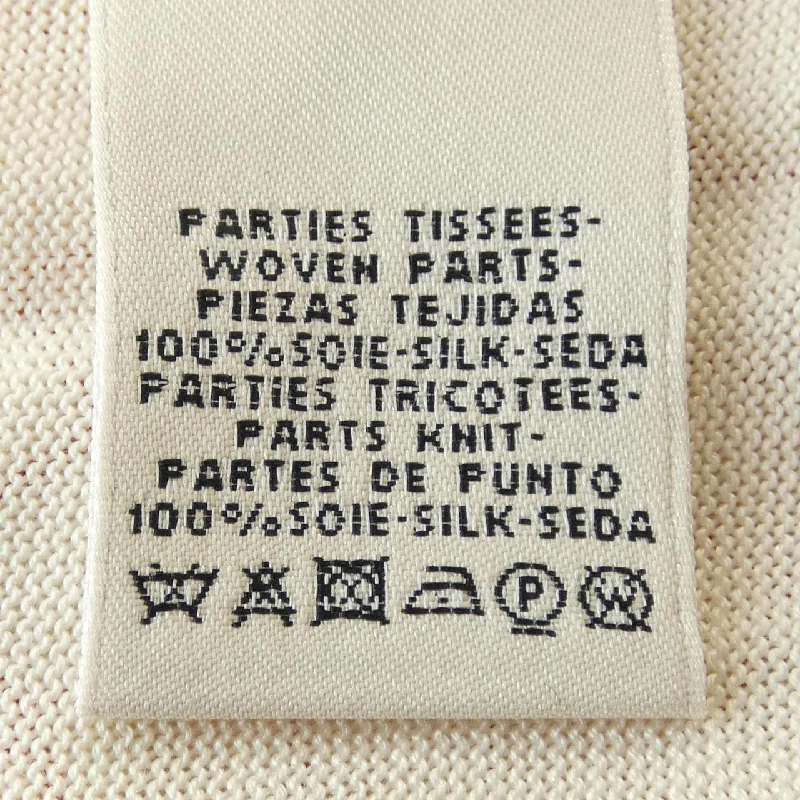 PARTIES TISSEES-
WOVEN PARTS-
PIEZAS TEJIDAS
100%SOIE-SILK-SEDA
PARTIES TRICOTEES-
PARTS KNIT-
PARTES DE PUNTO
100%SOIE-SILK-SEDA
P W